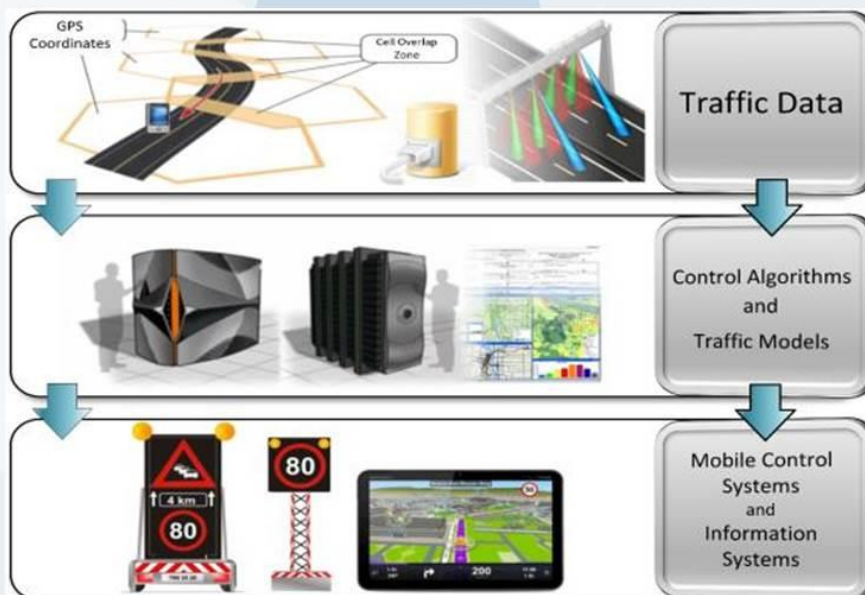 GPS
Coordinates
Cell Overlap
Zone
Traffic Data
Control Algorithms
and
Traffic Models
4 km
80
80
200
Mobile Control
Systems
and
Information
Systems